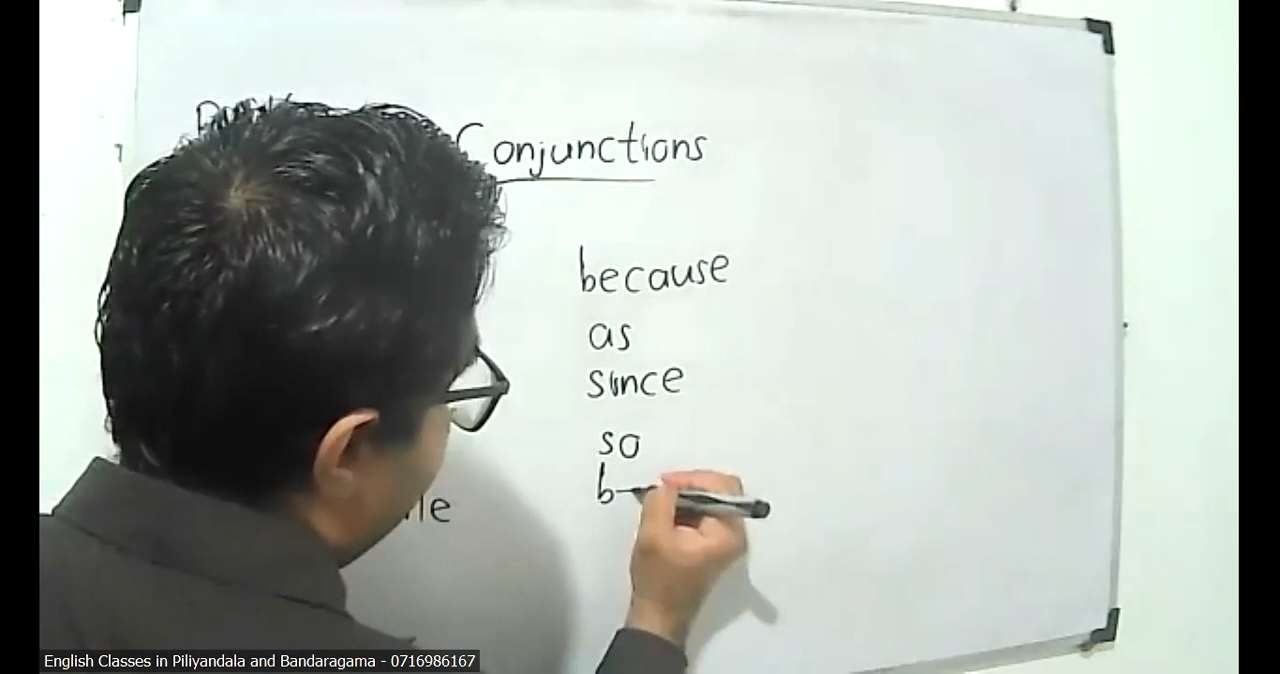 Conjunctions
because
as
since
so
b
English Classes in Piliyandala and Bandaragama - 0716986167